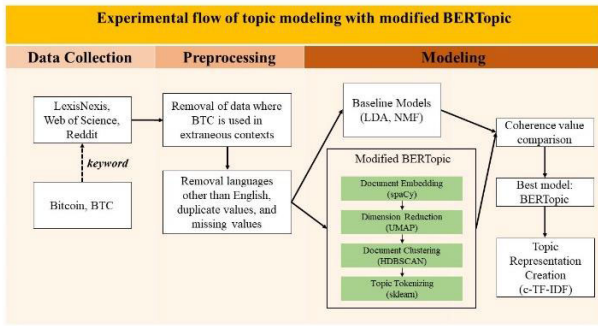 Experimental flow of topic modeling with modified BERTopic
Data Collection
Preprocessing
Modeling
LexisNexis,
Web of Science,
Reddit
keyword
Bitcoin, BTC
Removal of data where
BTC is used in
extraneous contexts
Removal languages
other than English,
duplicate values, and
missing values
Baseline Models
(LDA, NMF)
Modified BERTopic
Document Embedding
(spaCy)
Dimension Reduction
(UMAP)
Document Clustering
(HDBSCAN)
Topic Tokenizing
(sklearn)
Coherence value
comparison
Best model:
BERTopic
Topic
Representation
Creation
(c-TF-IDF)